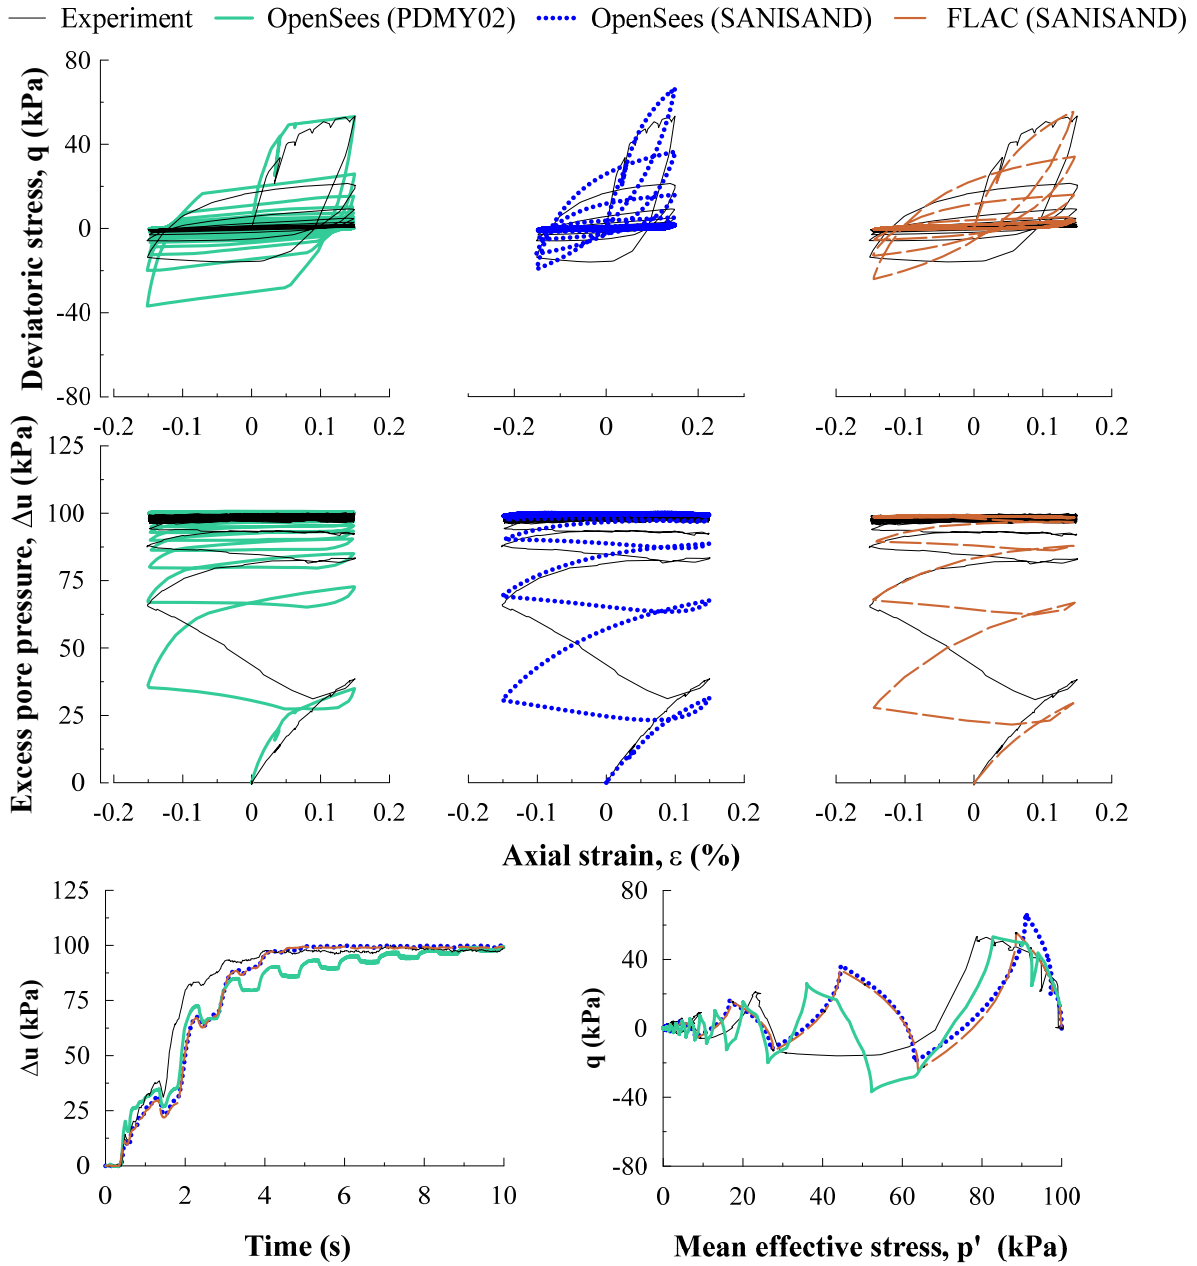 Experiment OpenSees (PDMY02) OpenSees (SANISAND) FLAC (SANISAND)
Deviatoric stress, q (kPa)
80
40
0
-40
-80
-0.2 -0.1 0 0.1 0.2
-0.2 0 0.2
-0.2 -0.1 0 0.1 0.2
Excess pore pressure, Δu (kPa)
125
100
75
50
25
0
-0.2 -0.1 0 0.1 0.2
-0.2 -0.1 0 0.1 0.2
-0.2 -0.1 0 0.1 0.2
Axial strain, ε (%)
Δu (kPa)
125
100
75
50
25
0
0 2 4 6 8 10
Time (s)
q (kPa)
80
40
0
-40
-80
0 20 40 60 80 100
Mean effective stress, p' (kPa)